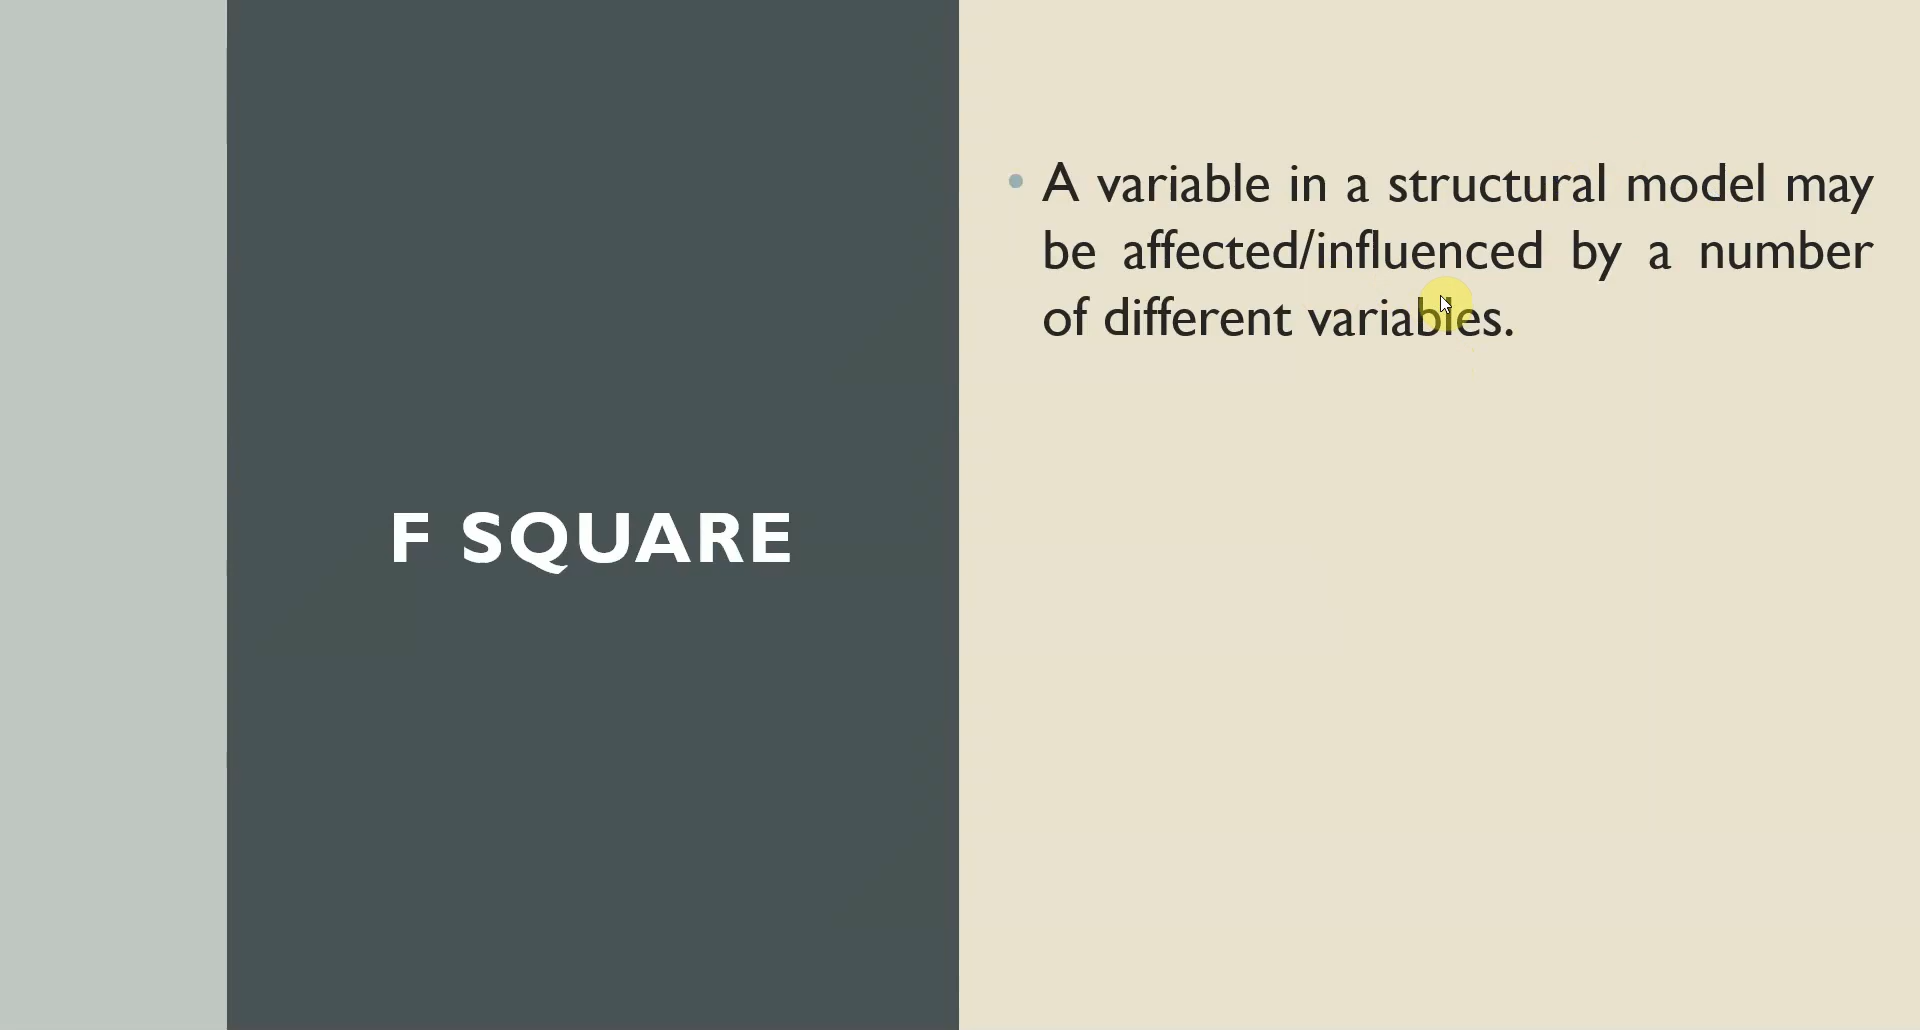 F SQUARE
• A variable in a structural model may
be affected/influenced by a number
of different variables.